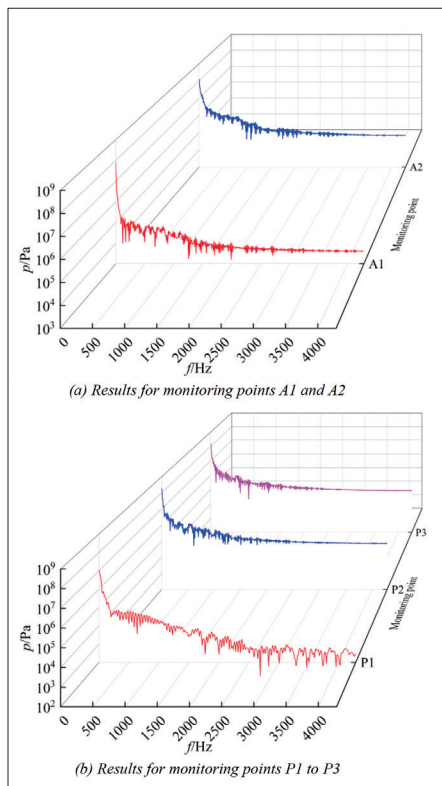 10⁹
10⁸
10⁷
10⁶
10⁵
10⁴
10³
p/Pa
0
500
1000
1500
2000
2500
3000
3500
4000
f/Hz
A1
A2
Monitoring point
(a) Results for monitoring points A1 and A2
10⁹
10⁸
10⁷
10⁶
10⁵
10⁴
10³
10²
p/Pa
0
500
1000
1500
2000
2500
3000
3500
4000
f/Hz
P1
P2
P3
Monitoring point
(b) Results for monitoring points P1 to P3